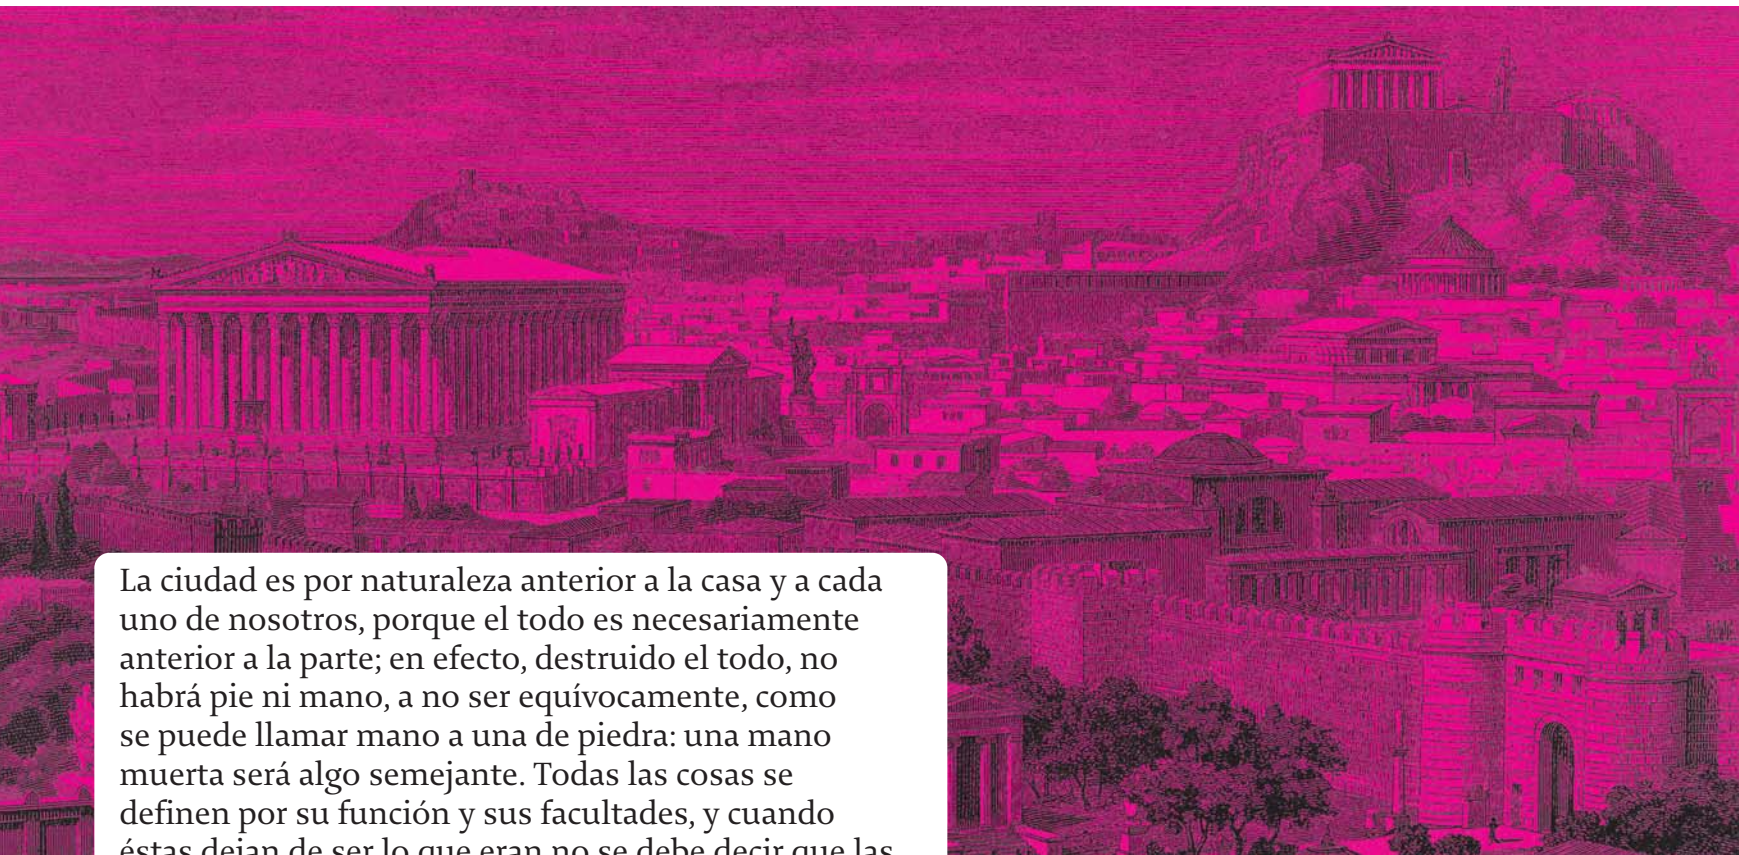 La ciudad es por naturaleza anterior a la casa y a cada
uno de nosotros, porque el todo es necesariamente
anterior a la parte; en efecto, destruido el todo, no
habrá pie ni mano, a no ser equívocamente, como
se puede llamar mano a una de piedra: una mano
muerta será algo semejante. Todas las cosas se
definen por su función y sus facultades, y cuando
éstas dejan de ser lo que eran no se debe decir que las